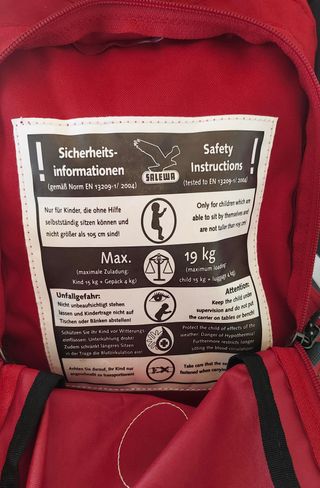 ! Sicherheits-
informationen
(gemäß Norm EN 13209-1/ 2004)
SALEWA
Safety !
Instructions
(tested to EN 13209-1/ 2004)
Nur für Kinder, die ohne Hilfe
selbständig sitzen können und
nicht größer als 105 cm sind!
Only for children which are
able to sit by themselves and
are not taller than 105 cm!
Max.
(maximale Zuladung:
Kind 15 kg + Gepäck 4 kg)
19 kg
(maximum loading
child 15 kg + luggage 4 kg)
Unfallgefahr:
Nicht unbeaufsichtigt stehen
lassen und Kindertrage nicht auf
Tischen oder Bänken abstellen!
Attention:
Keep the child under
supervision and do not put
the carrier on tables or bench!
Schützen Sie Ihr Kind vor Witterungs-
einflüssen. Unterkühlung droht!
Zudem schränkt längeres Sitzen
in der Trage die Blutzirkulation ein!
Protect the child of effects of the
weather. Danger of Hypothermia!
Furthermore restricts longer
sitting the blood circulation!
Achten Sie darauf, Ihr Kind nur
angeschnallt zu transportieren!
EX
Take care that the
fastened when carrying